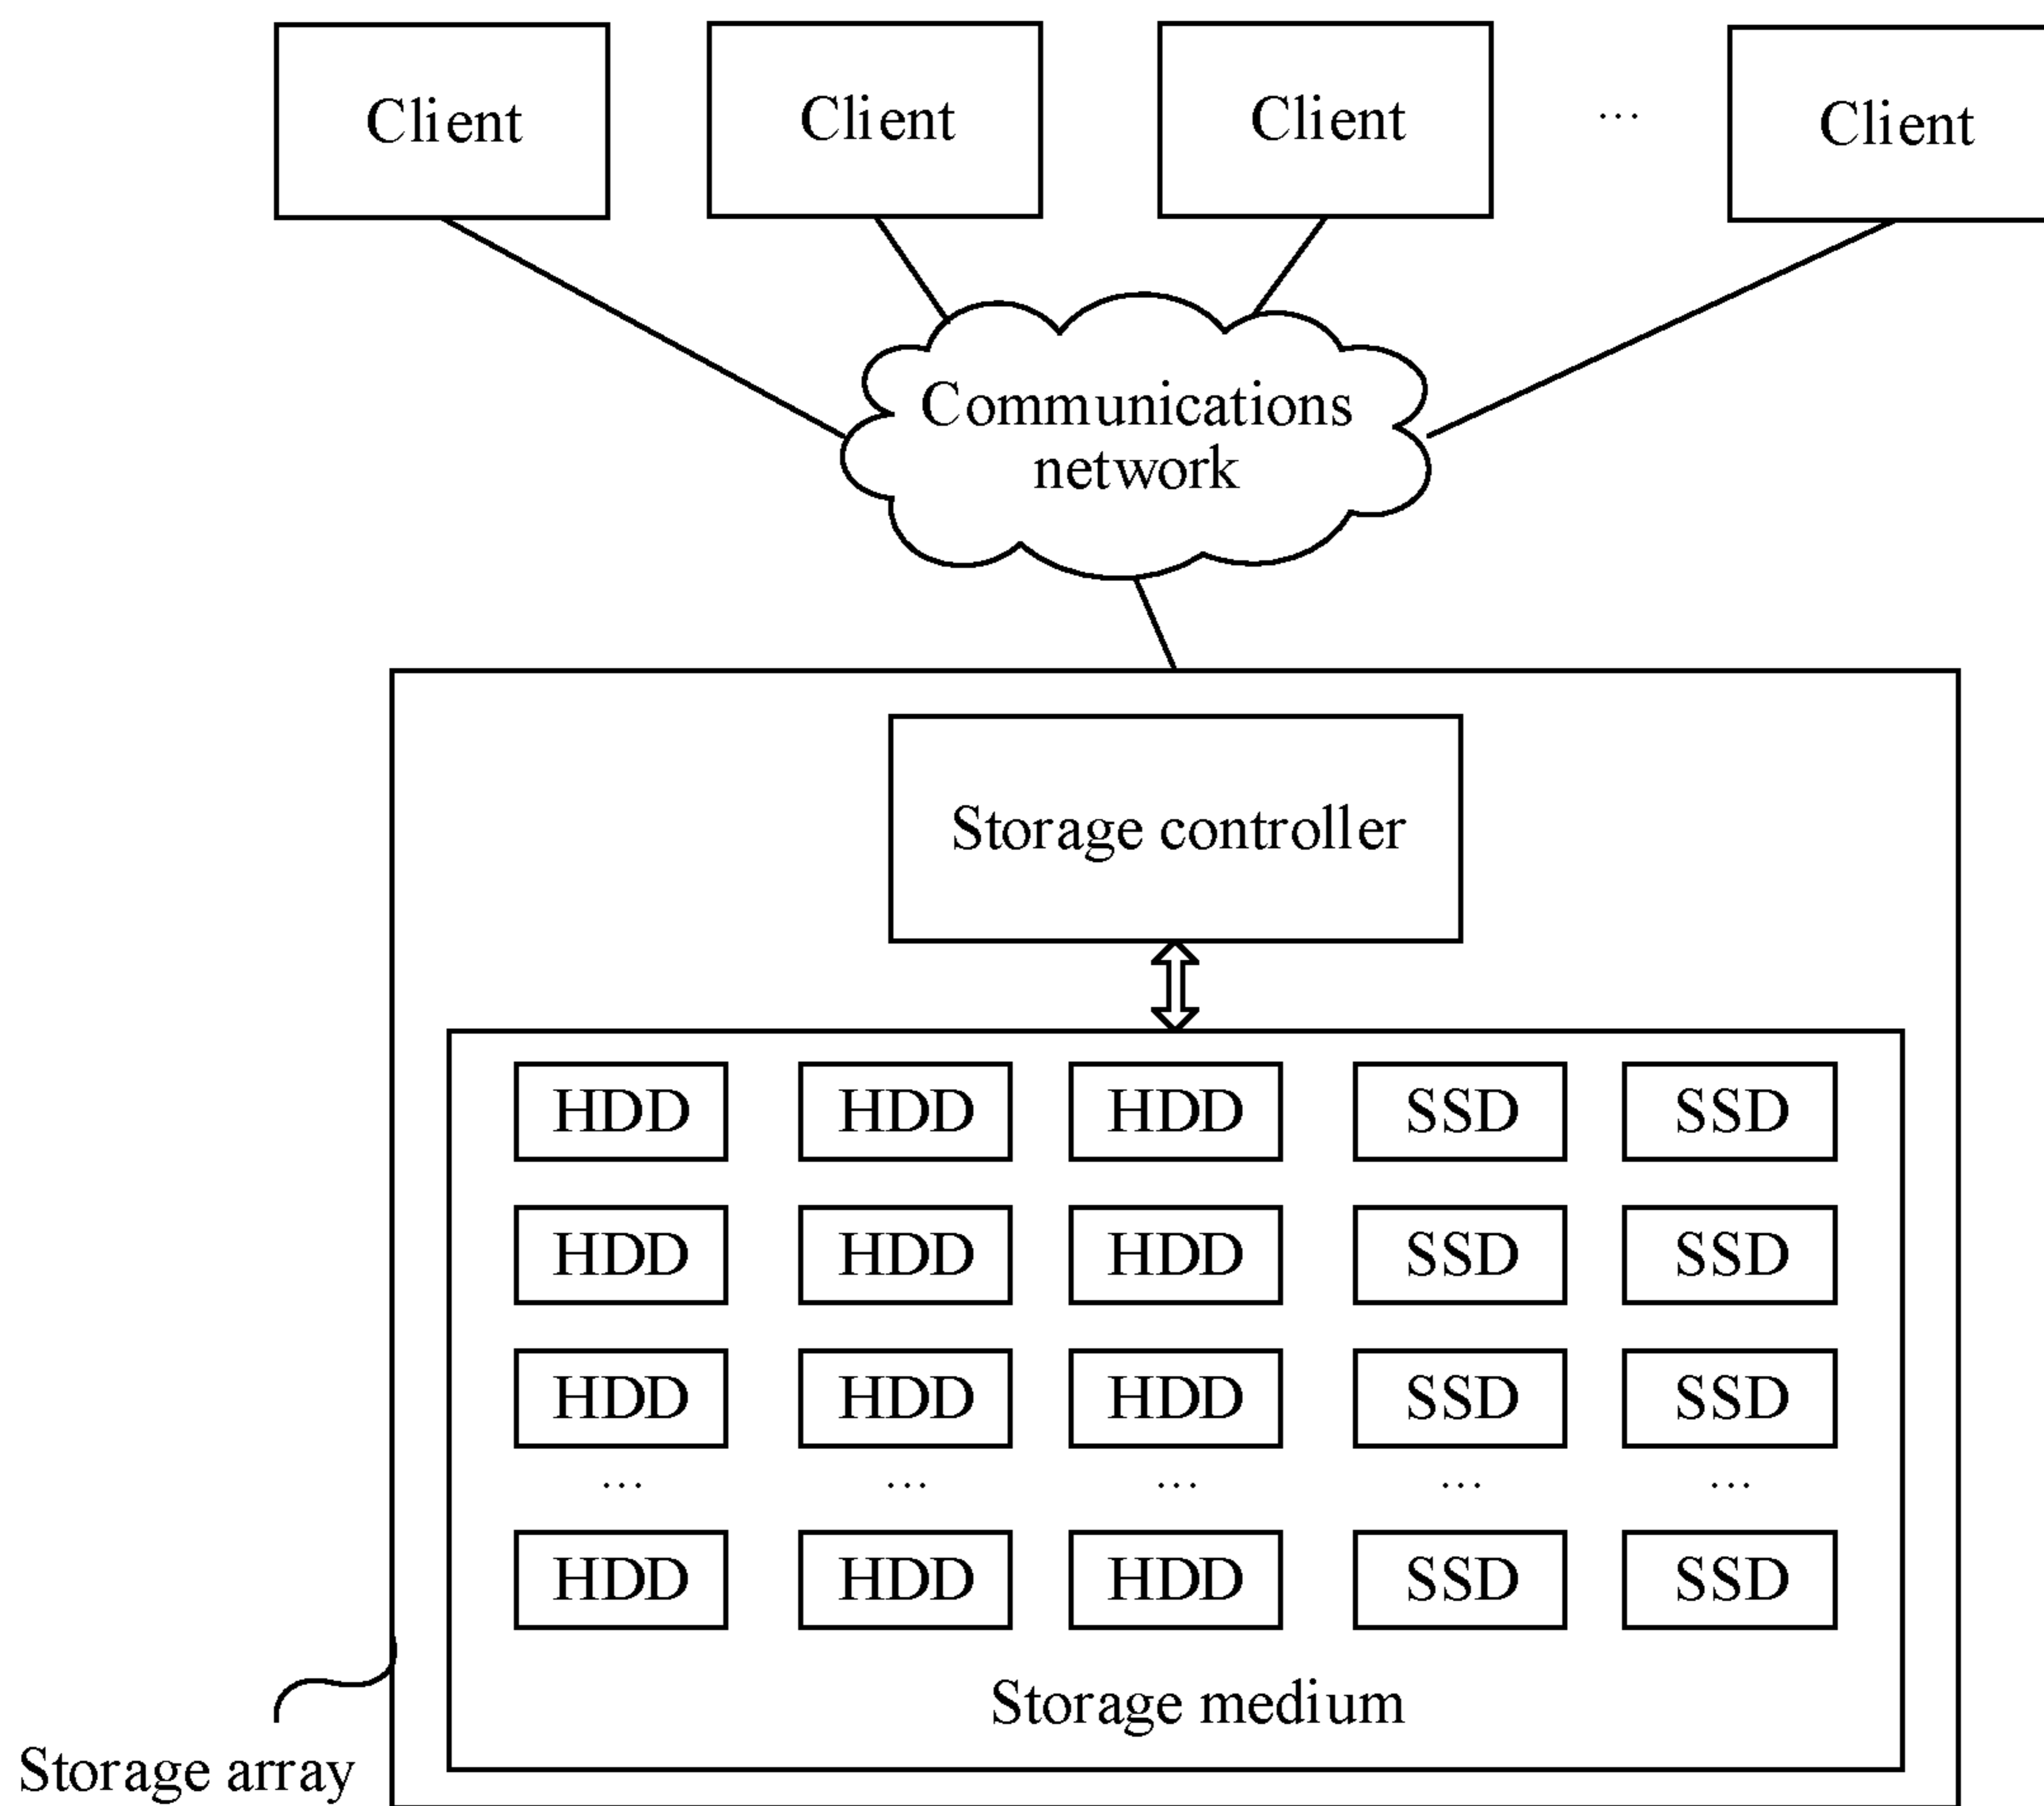 Client Client Client ... Client
Communications
network
Storage controller
HDD HDD HDD SSD SSD
HDD HDD HDD SSD SSD
HDD HDD HDD SSD SSD
... ... ... ... ...
HDD HDD HDD SSD SSD
Storage medium
Storage array